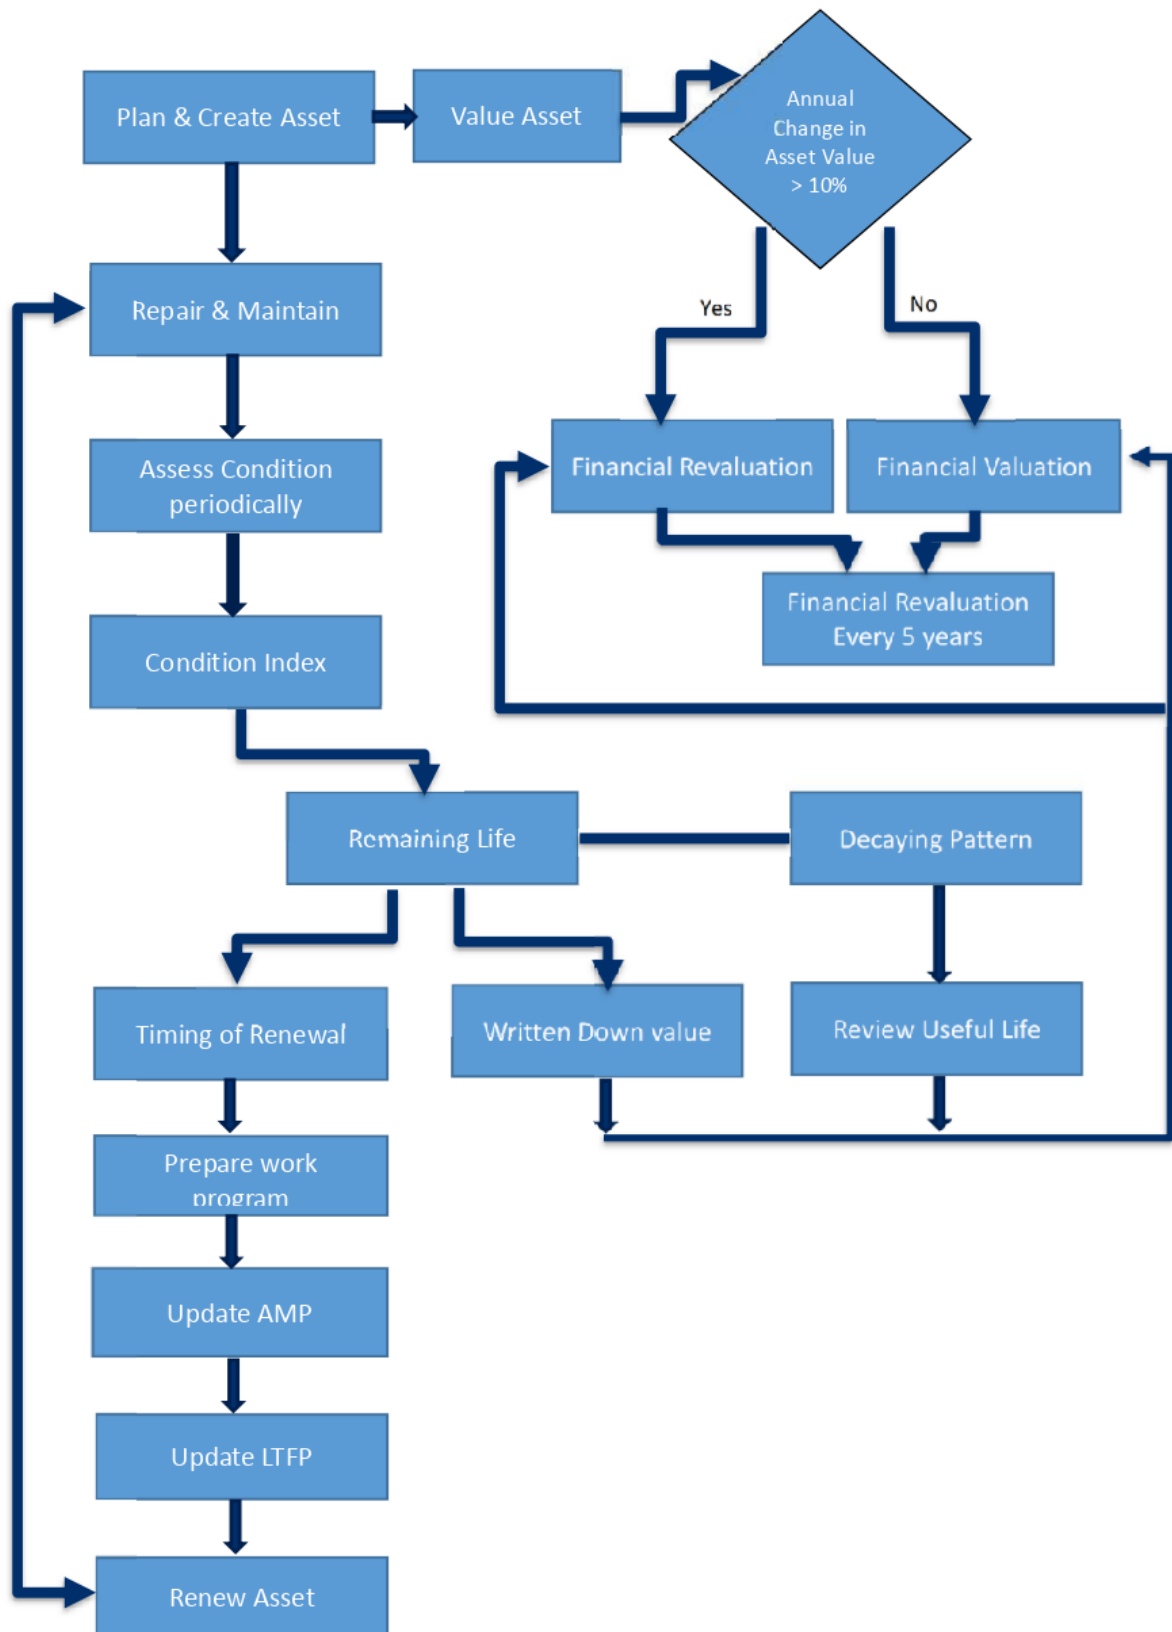 Plan & Create Asset
Value Asset
Annual
Change in
Asset Value
> 10%
Repair & Maintain
Yes
No
Assess Condition
periodically
Financial Revaluation
Financial Valuation
Financial Revaluation
Every 5 years
Condition Index
Remaining Life
Decaying Pattern
Timing of Renewal
Written Down value
Review Useful Life
Prepare work
program
Update AMP
Update LTFP
Renew Asset